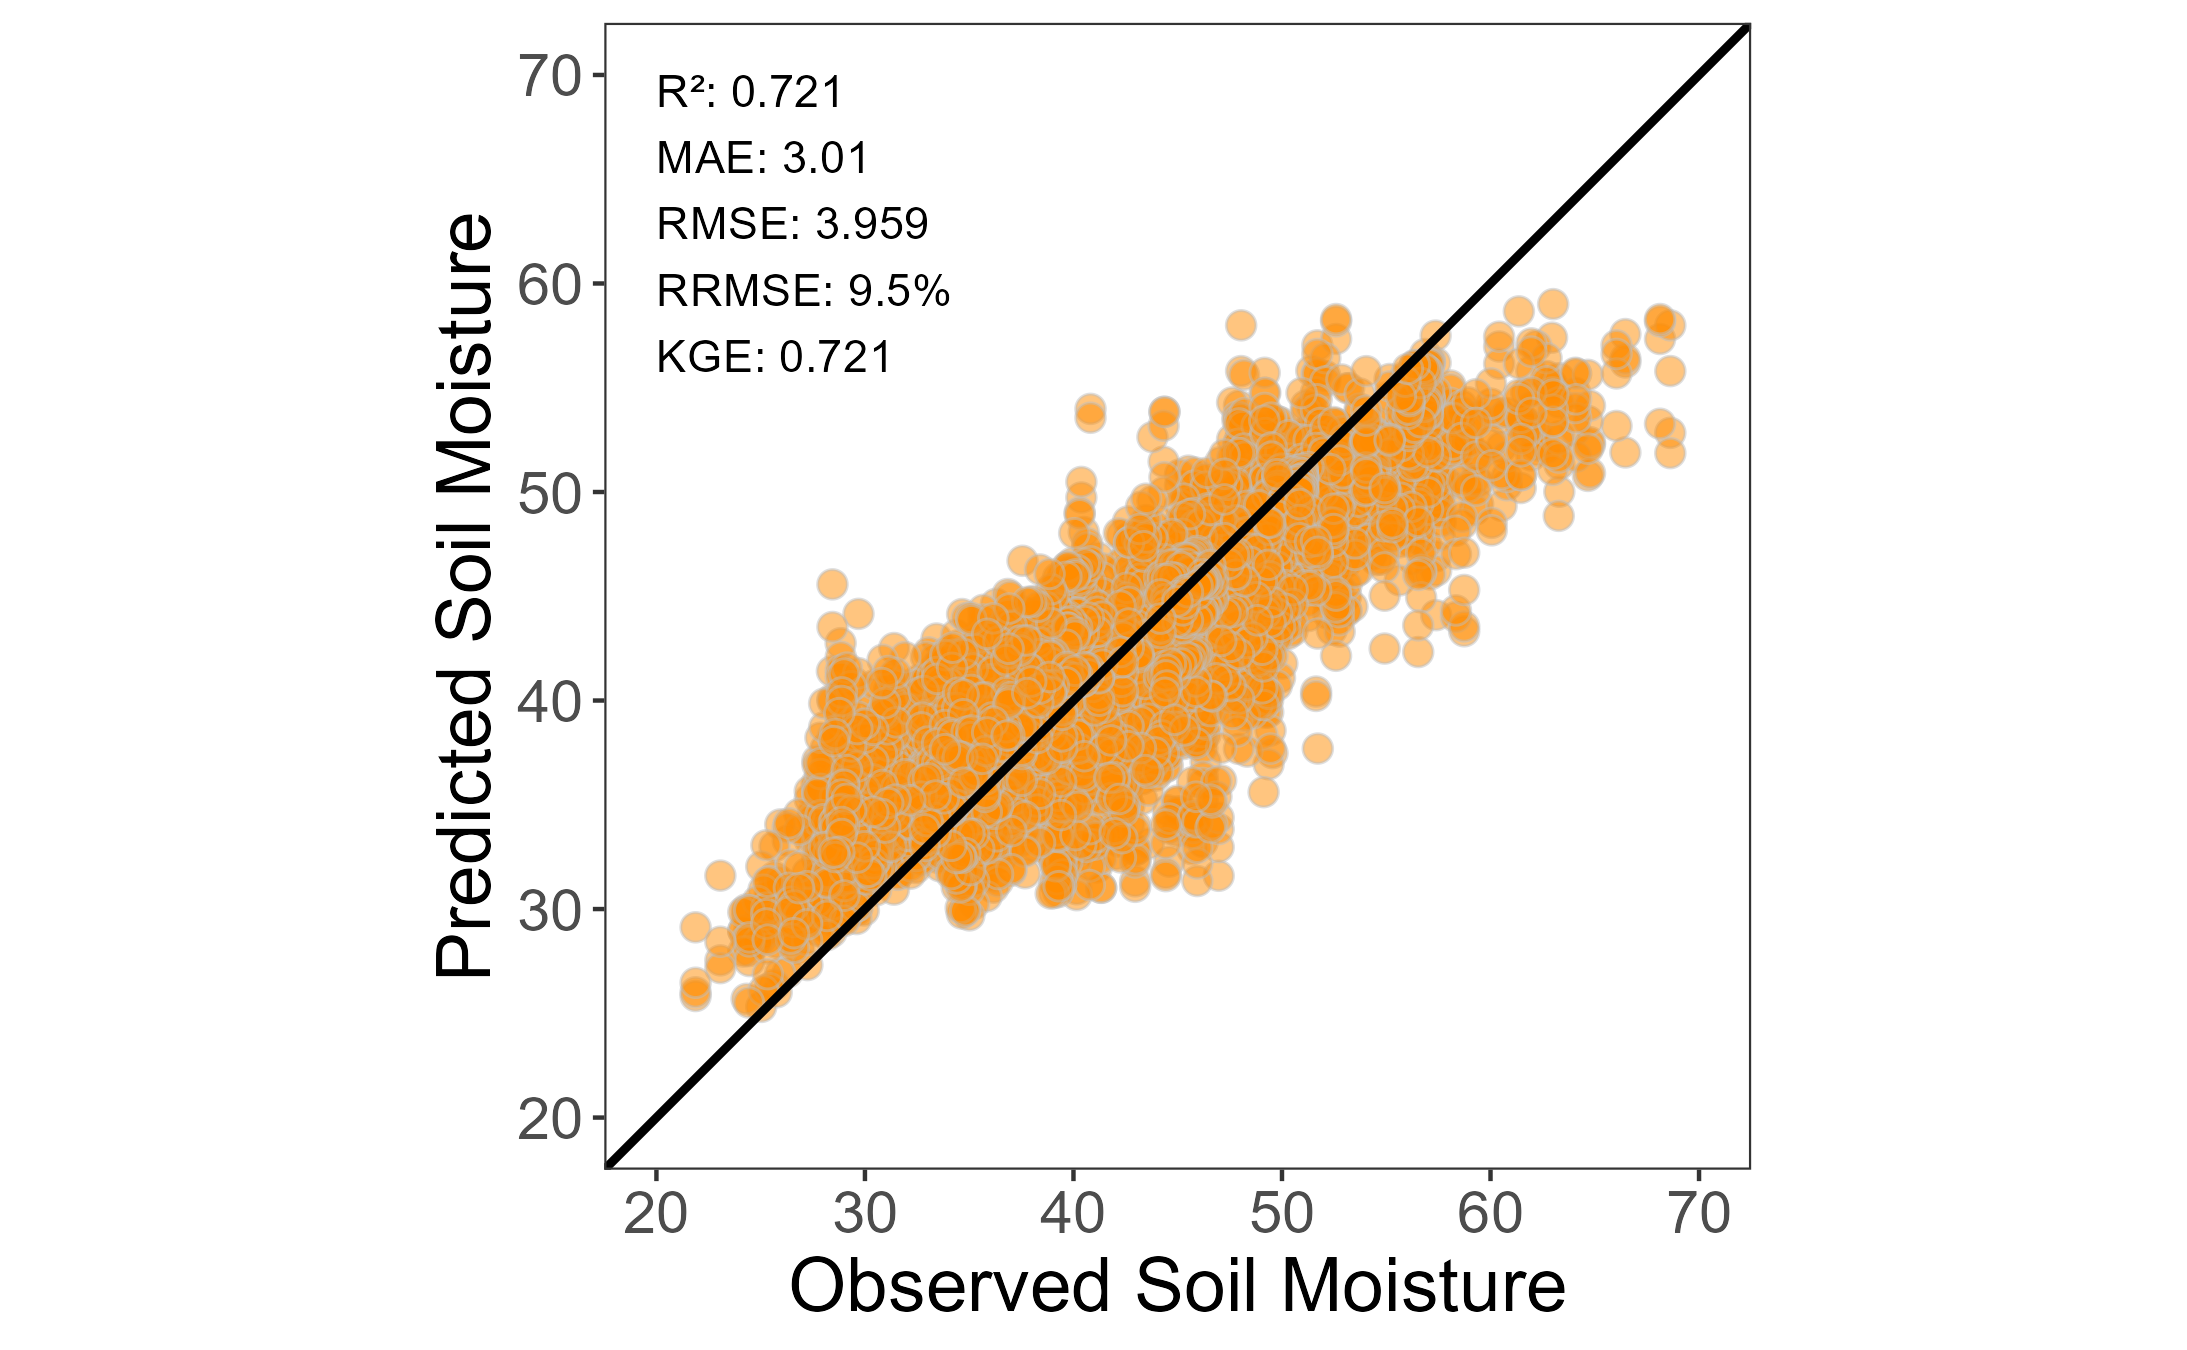 R²: 0.721
MAE: 3.01
RMSE: 3.959
RRMSE: 9.5%
KGE: 0.721
Predicted Soil Moisture
70
60
50
40
30
20
20 30 40 50 60 70
Observed Soil Moisture